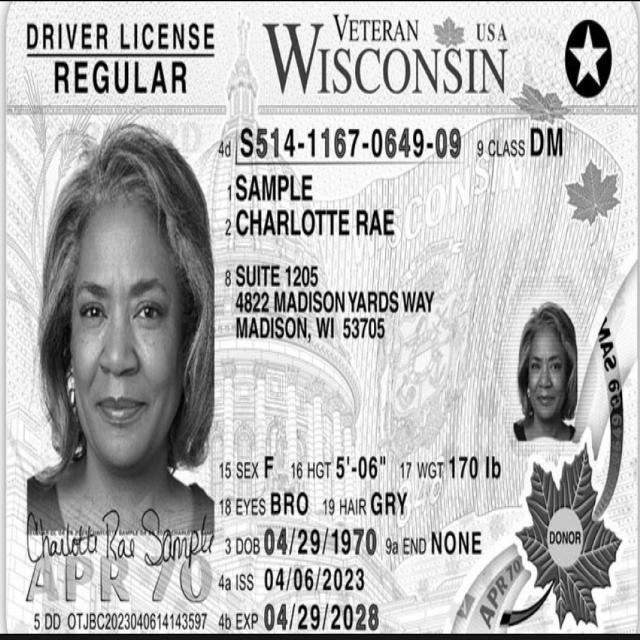 DRIVER LICENSE
REGULAR
VETERAN USA
WISCONSIN
4d S514-1167-0649-09 9 CLASS DM
1 SAMPLE
2 CHARLOTTE RAE
8 SUITE 1205
4822 MADISON YARDS WAY
MADISON, WI 53705
15 SEX F 16 HGT 5'-06" 17 WGT 170 lb
18 EYES BRO 19 HAIR GRY
3 DOB 04/29/1970 9a END NONE
4a ISS 04/06/2023
4b EXP 04/29/2028
Charlotte Rae Sample
APR 70
5 DD OTJBC2023040614143597
DONOR
APR 70
WISCONSIN